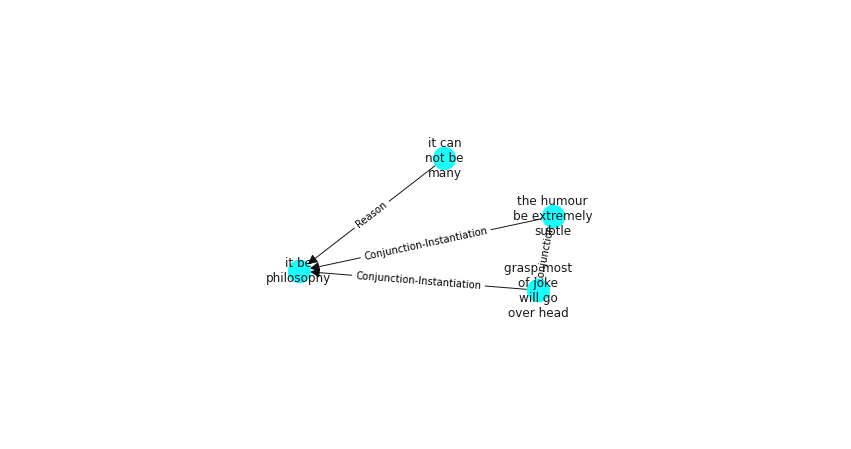 it can
not be
many
Reason
the humour
be extremely
subtle
Conjunction-Instantiation
Conjunction
it be
philosophy
Conjunction-Instantiation
grasp most
of joke
will go
over head